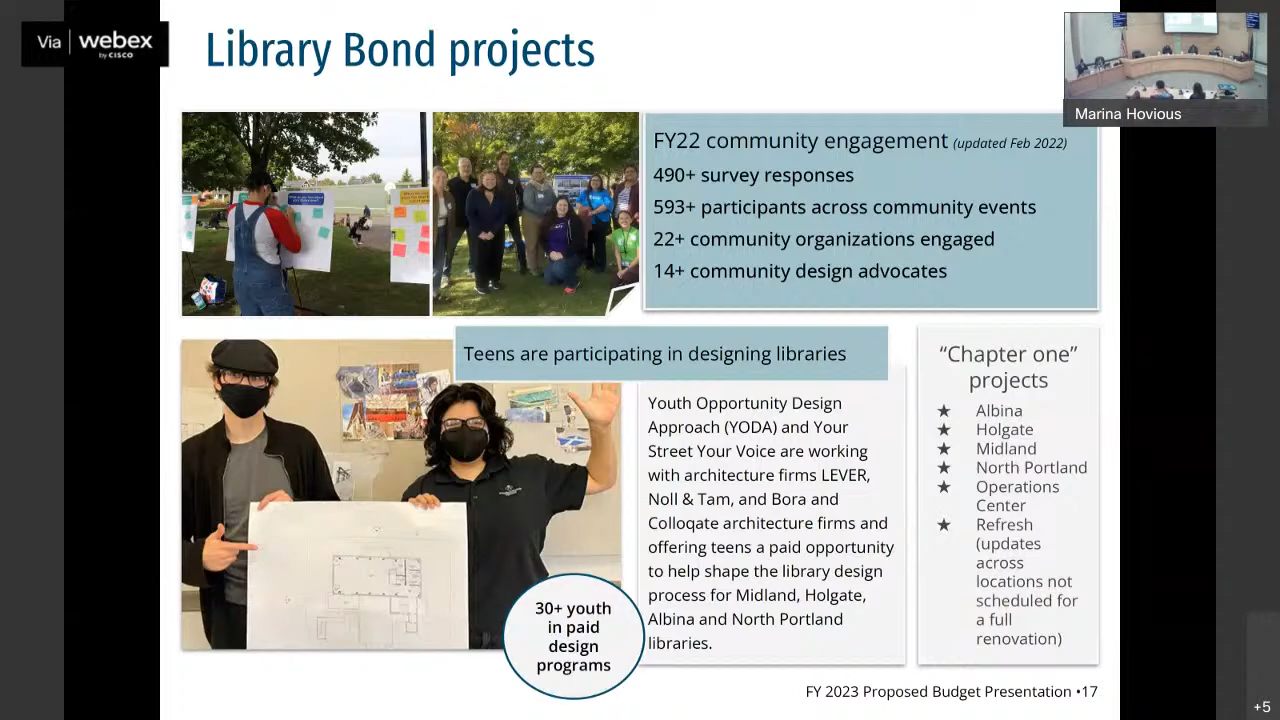 Via webex
by CISCO
Library Bond projects
Marina Hovious
FY22 community engagement (updated Feb 2022)
490+ survey responses
593+ participants across community events
22+ community organizations engaged
14+ community design advocates
Teens are participating in designing libraries
Youth Opportunity Design
Approach (YODA) and Your
Street Your Voice are working
with architecture firms LEVER,
Noll & Tam, and Bora and
Colloqate architecture firms and
offering teens a paid opportunity
to help shape the library design
process for Midland, Holgate,
Albina and North Portland
libraries.
30+ youth
in paid
design
programs
“Chapter one”
projects
★ Albina
★ Holgate
★ Midland
★ North Portland
★ Operations
Center
★ Refresh
(updates
across
locations not
scheduled for
a full
renovation)
FY 2023 Proposed Budget Presentation •17
+5